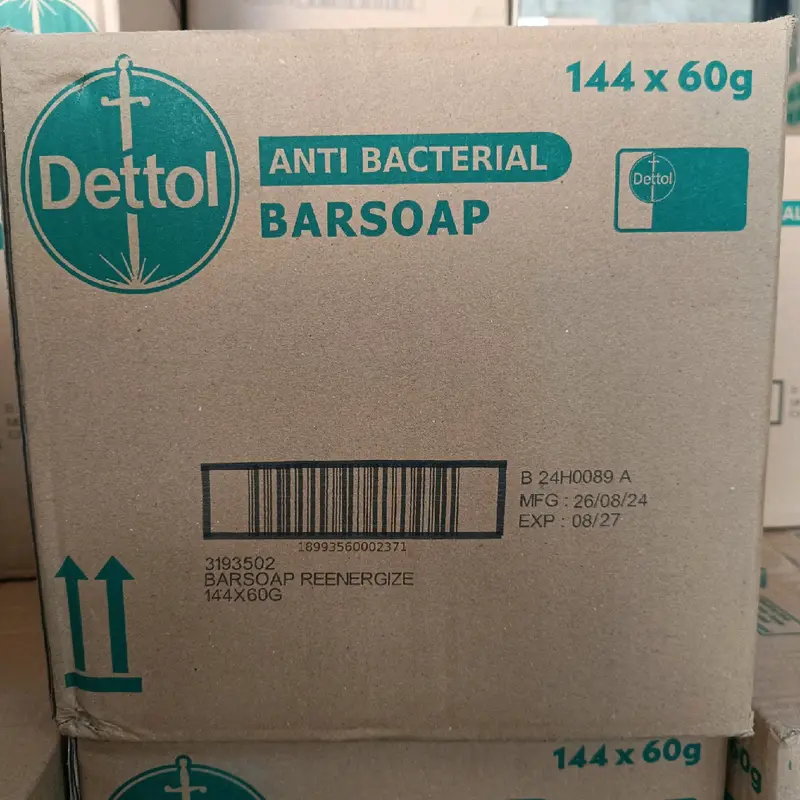 144 x 60g
Dettol
ANTI BACTERIAL
BARSOAP
Dettol
B 24H0089 A
MFG : 26/08/24
EXP : 08/27
18993560002371
3193502
BARSOAP REENERGIZE
144X60G
144 x 60g